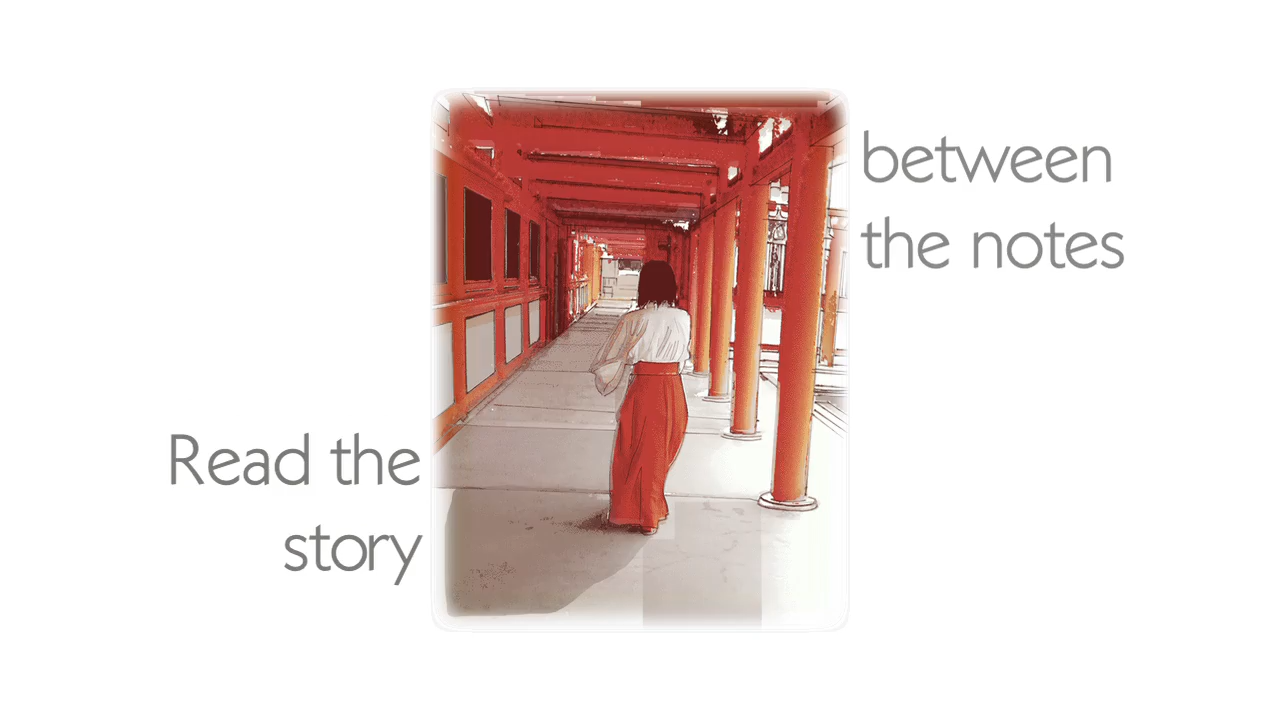 Read the
story
between
the notes